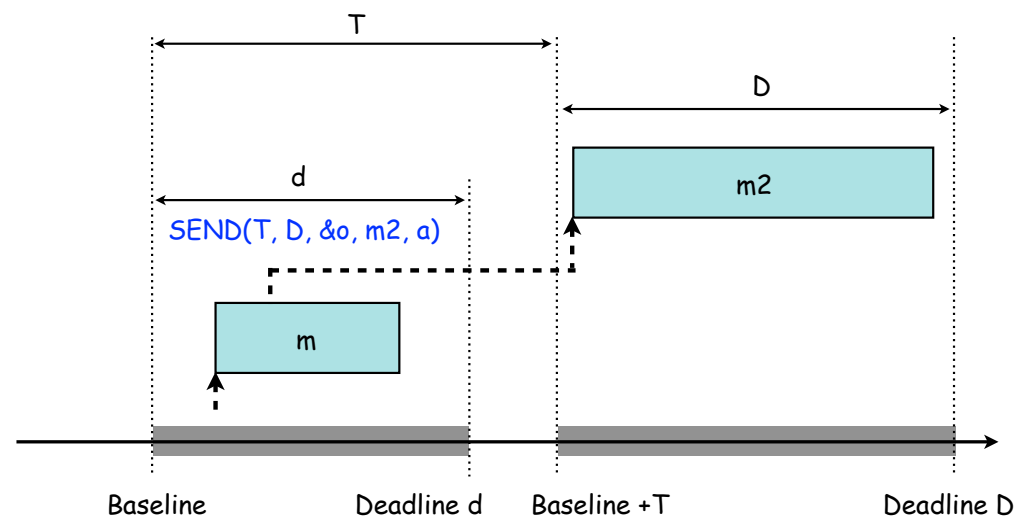 T
D
d
SEND(T, D, &o, m2, a)
m2
m
Baseline
Deadline d
Baseline +T
Deadline D